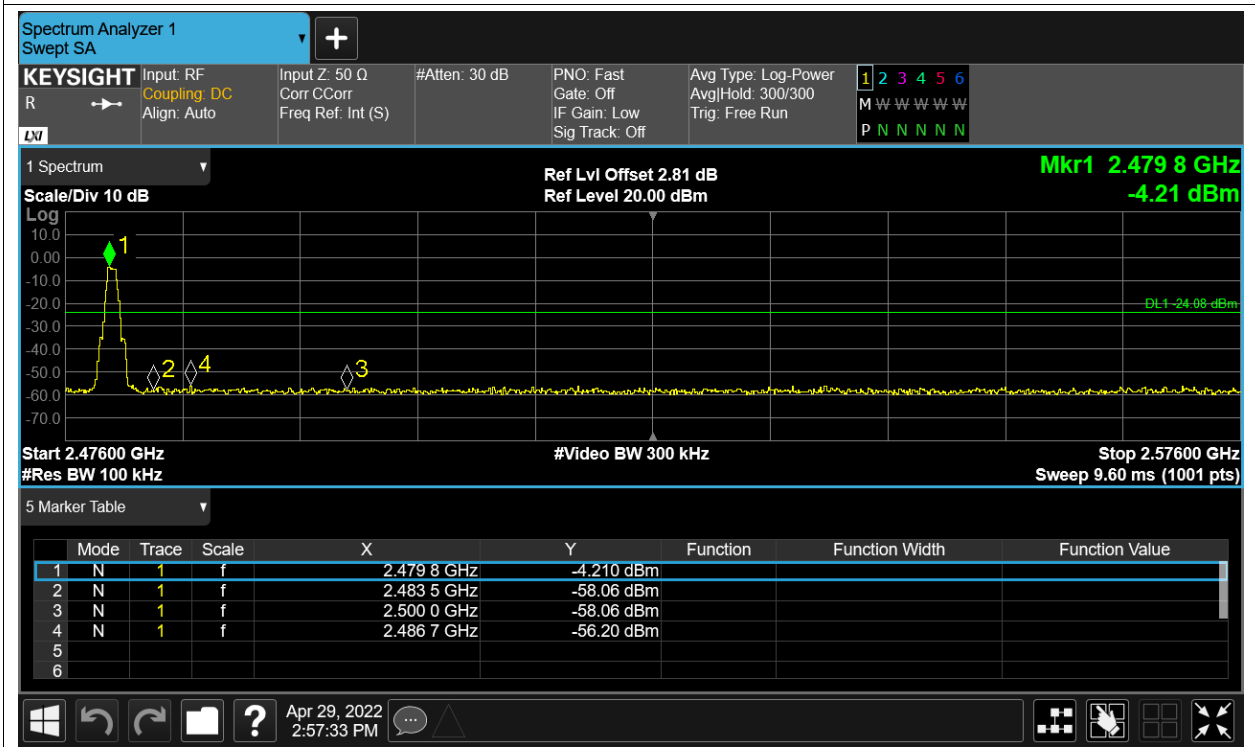 Spectrum Analyzer 1
Swept SA
KEYSIGHT
R
LXI
Input: RF
Coupling: DC
Align: Auto
Input Z: 50 Ω
Corr CCorr
Freq Ref: Int (S)
#Atten: 30 dB
PNO: Fast
Gate: Off
IF Gain: Low
Sig Track: Off
Avg Type: Log-Power
Avg|Hold: 300/300
Trig: Free Run
1 2 3 4 5 6
M W W W W W
P N N N N N
1 Spectrum
Scale/Div 10 dB
Ref Lvl Offset 2.81 dB
Ref Level 20.00 dBm
Mkr1 2.479 8 GHz
-4.21 dBm
Log
10.0
0.00
-10.0
-20.0
-30.0
-40.0
-50.0
-60.0
-70.0
1
2
4
3
DL1 -24.08 dBm
Start 2.47600 GHz
#Video BW 300 kHz
Stop 2.57600 GHz
#Res BW 100 kHz
Sweep 9.60 ms (1001 pts)
5 Marker Table
Mode Trace Scale X Y Function Function Width Function Value
1 N 1 f 2.479 8 GHz -4.210 dBm
2 N 1 f 2.483 5 GHz -58.06 dBm
3 N 1 f 2.500 0 GHz -58.06 dBm
4 N 1 f 2.486 7 GHz -56.20 dBm
5
6
?
Apr 29, 2022
2:57:33 PM